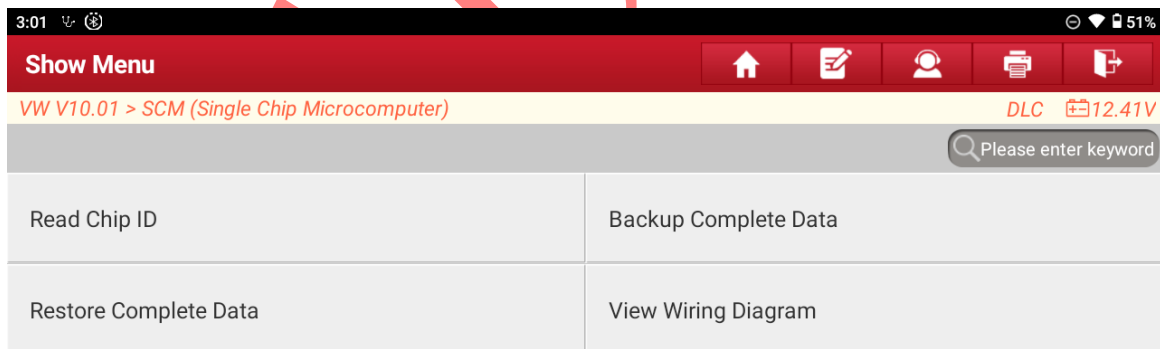 3:01 51%
Show Menu
VW V10.01 > SCM (Single Chip Microcomputer) DLC 12.41V
Please enter keyword
Read Chip ID Backup Complete Data
Restore Complete Data View Wiring Diagram